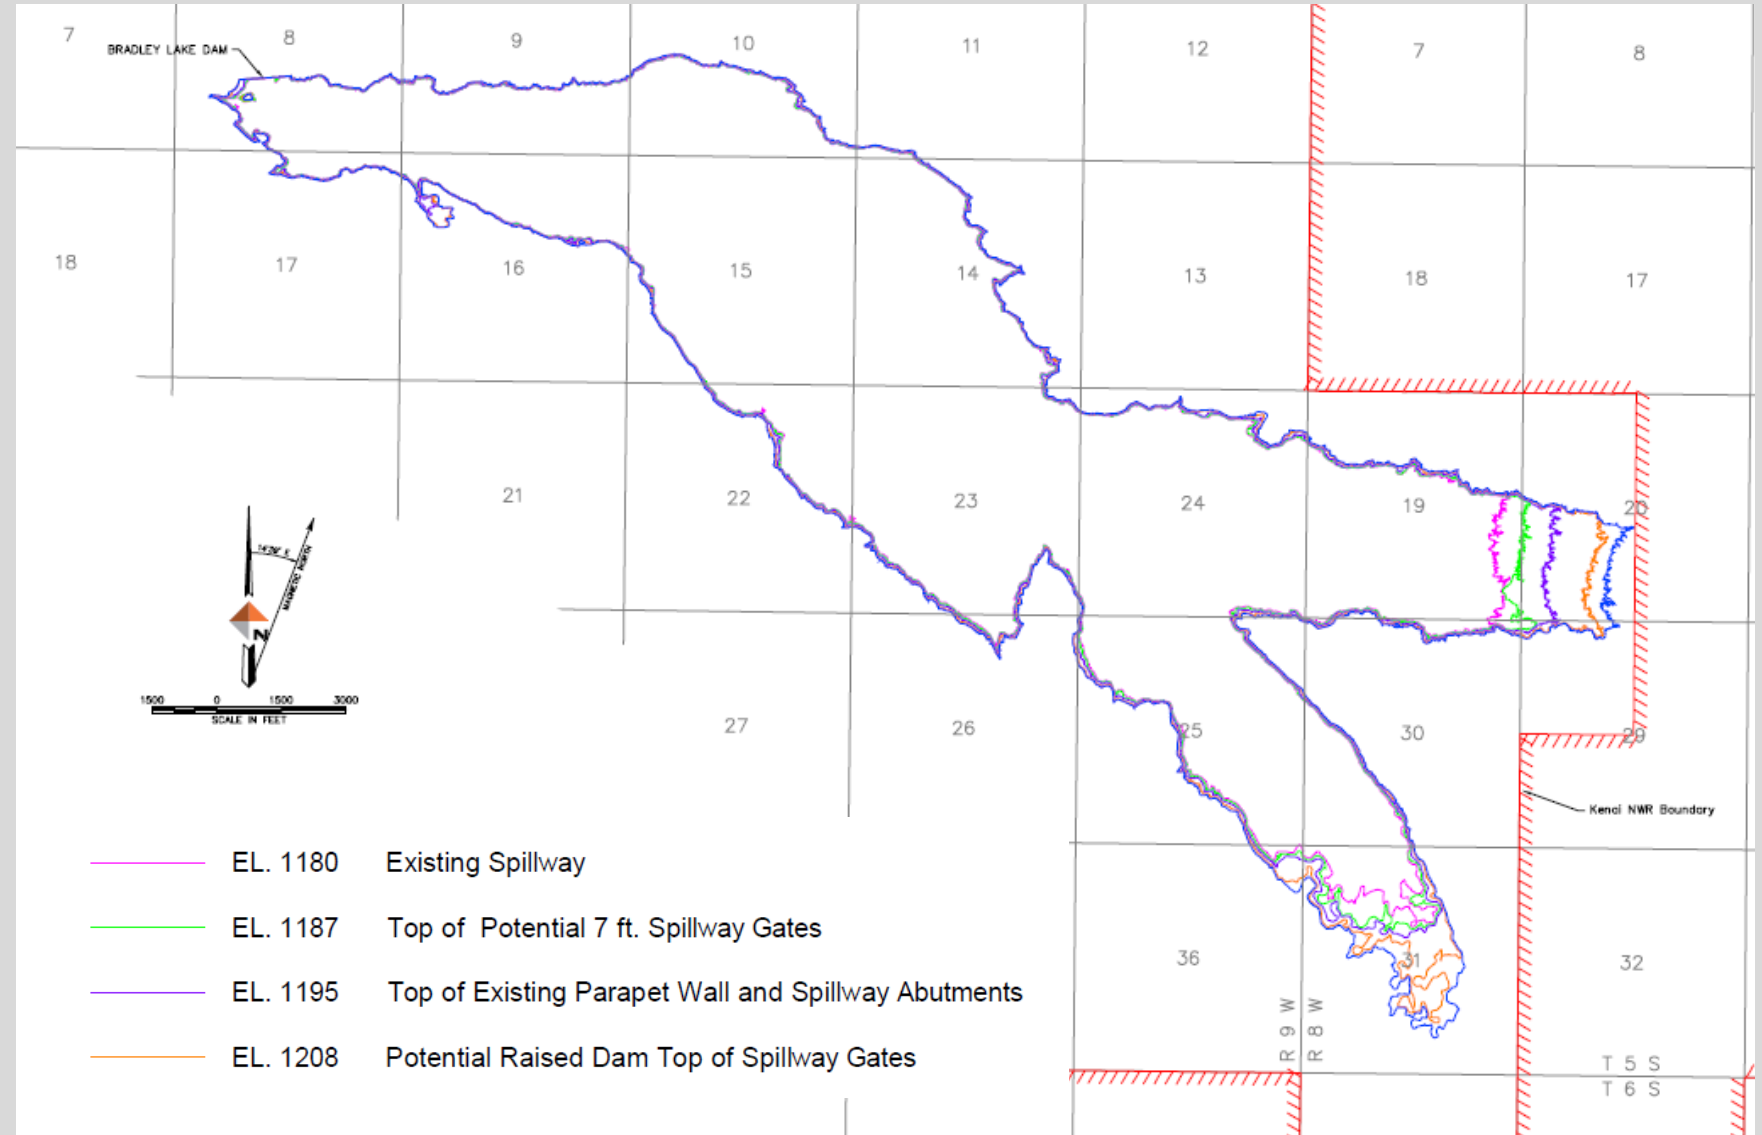 7
8
9
10
11
12
7
8
BRADLEY LAKE DAM
18
17
16
15
14
13
18
17
21
22
23
24
19
20
MAGNETIC NORTH
N
1500 0 1500 3000
SCALE IN FEET
27
26
25
30
29
Kenai NWR Boundary
EL. 1180 Existing Spillway
EL. 1187 Top of Potential 7 ft. Spillway Gates
EL. 1195 Top of Existing Parapet Wall and Spillway Abutments
EL. 1208 Potential Raised Dam Top of Spillway Gates
36
31
32
R 9 W
R 8 W
T 5 S
T 6 S